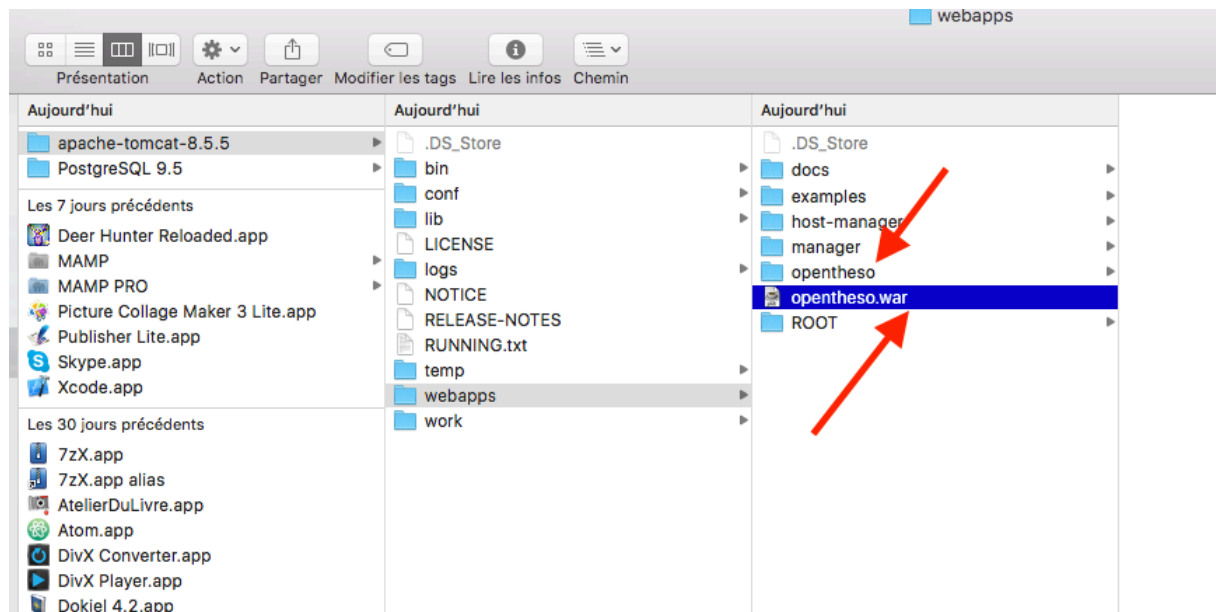 webapps
Présentation Action Partager Modifier les tags Lire les infos Chemin
Aujourd'hui
apache-tomcat-8.5.5
PostgreSQL 9.5
Les 7 jours précédents
Deer Hunter Reloaded.app
MAMP
MAMP PRO
Picture Collage Maker 3 Lite.app
Publisher Lite.app
Skype.app
Xcode.app
Les 30 jours précédents
7zX.app
7zX.app alias
AtelierDuLivre.app
Atom.app
DivX Converter.app
DivX Player.app
Dokiel 4.2.app
Aujourd'hui
.DS_Store
bin
conf
lib
LICENSE
logs
NOTICE
RELEASE-NOTES
RUNNING.txt
temp
webapps
work
Aujourd'hui
.DS_Store
docs
examples
host-manager
manager
opentheso
opentheso.war
ROOT